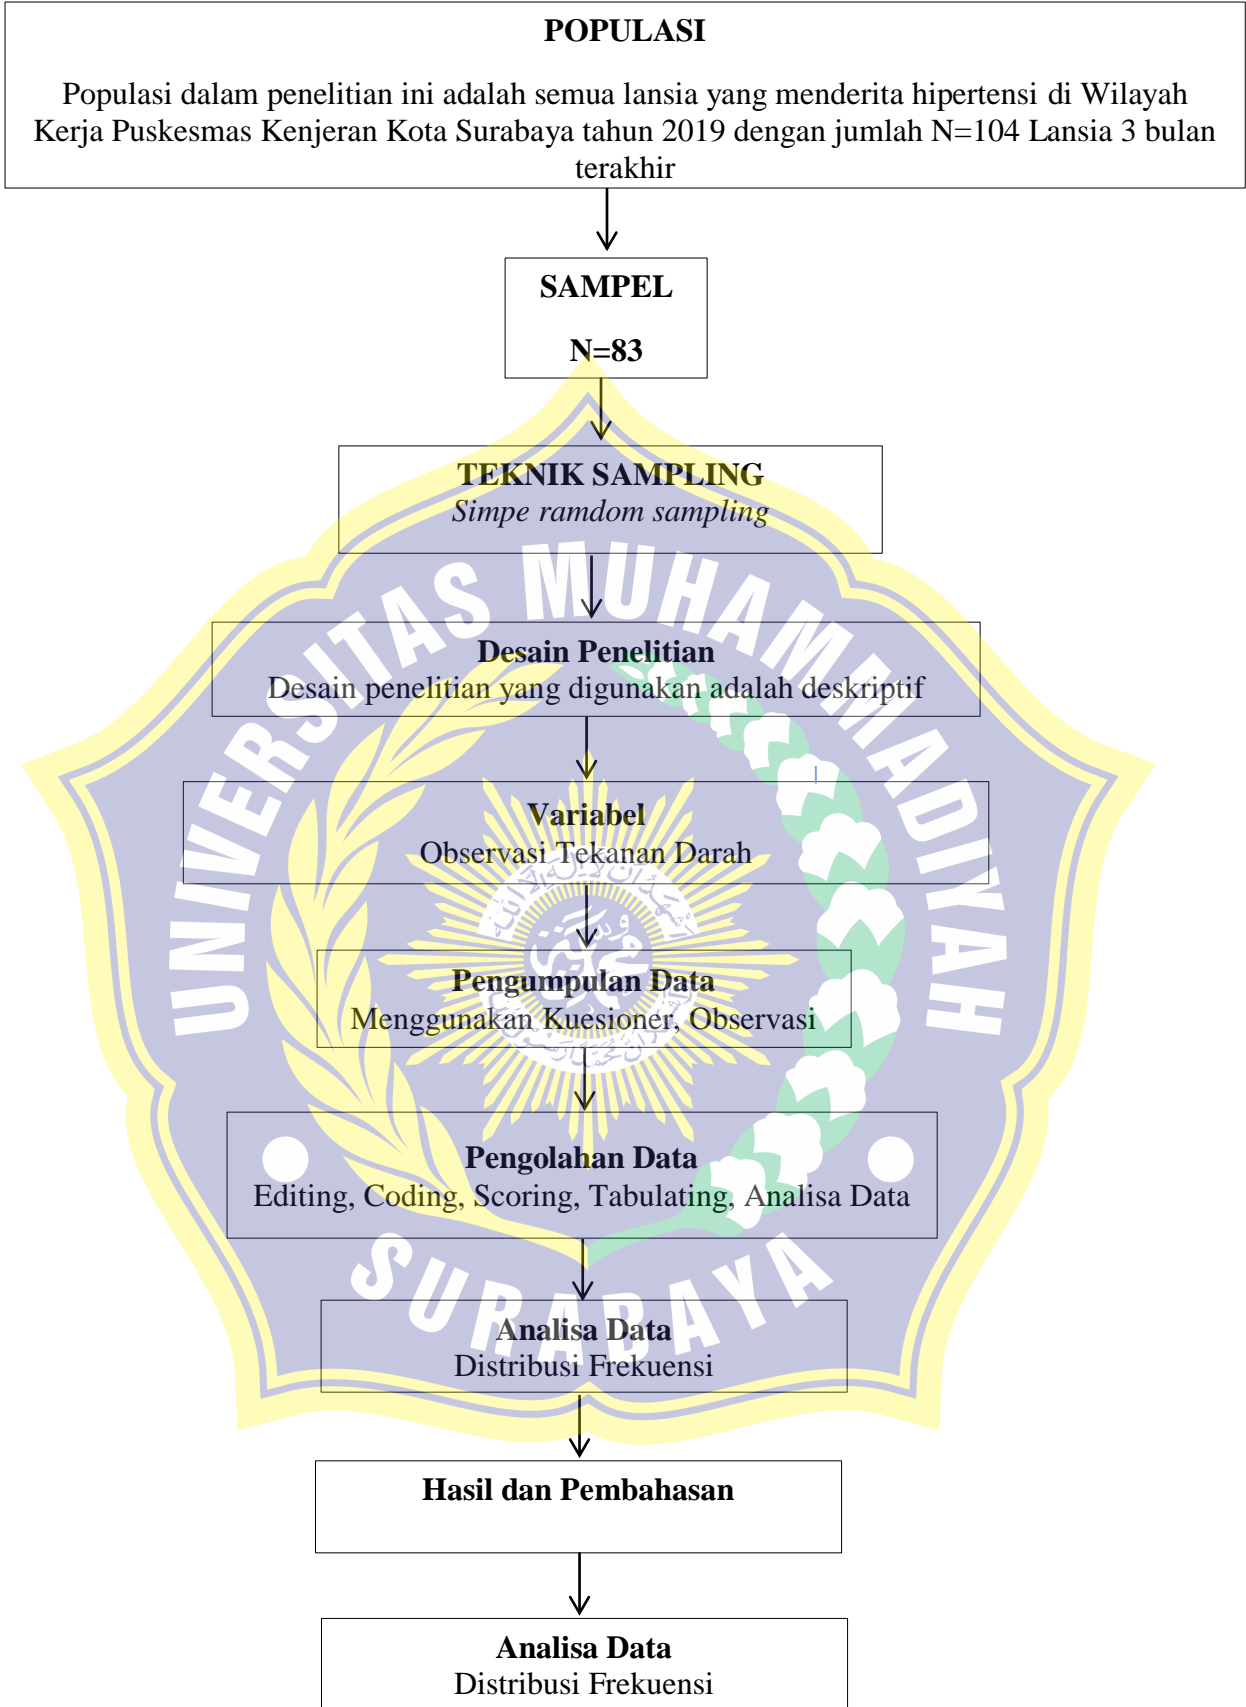 POPULASI
Populasi dalam penelitian ini adalah semua lansia yang menderita hipertensi di Wilayah
Kerja Puskesmas Kenjeran Kota Surabaya tahun 2019 dengan jumlah N=104 Lansia 3 bulan
terakhir
SAMPEL
N=83
TEKNIK SAMPLING
Simpe ramdom sampling
UNIVERSITAS MUHAMMADIYAH
Desain Penelitian
Desain penelitian yang digunakan adalah deskriptif
Variabel
Observasi Tekanan Darah
Pengumpulan Data
Menggunakan Kuesioner, Observasi
Pengolahan Data
Editing, Coding, Scoring, Tabulating, Analisa Data
SURABAYA
Analisa Data
Distribusi Frekuensi
Hasil dan Pembahasan
Analisa Data
Distribusi Frekuensi